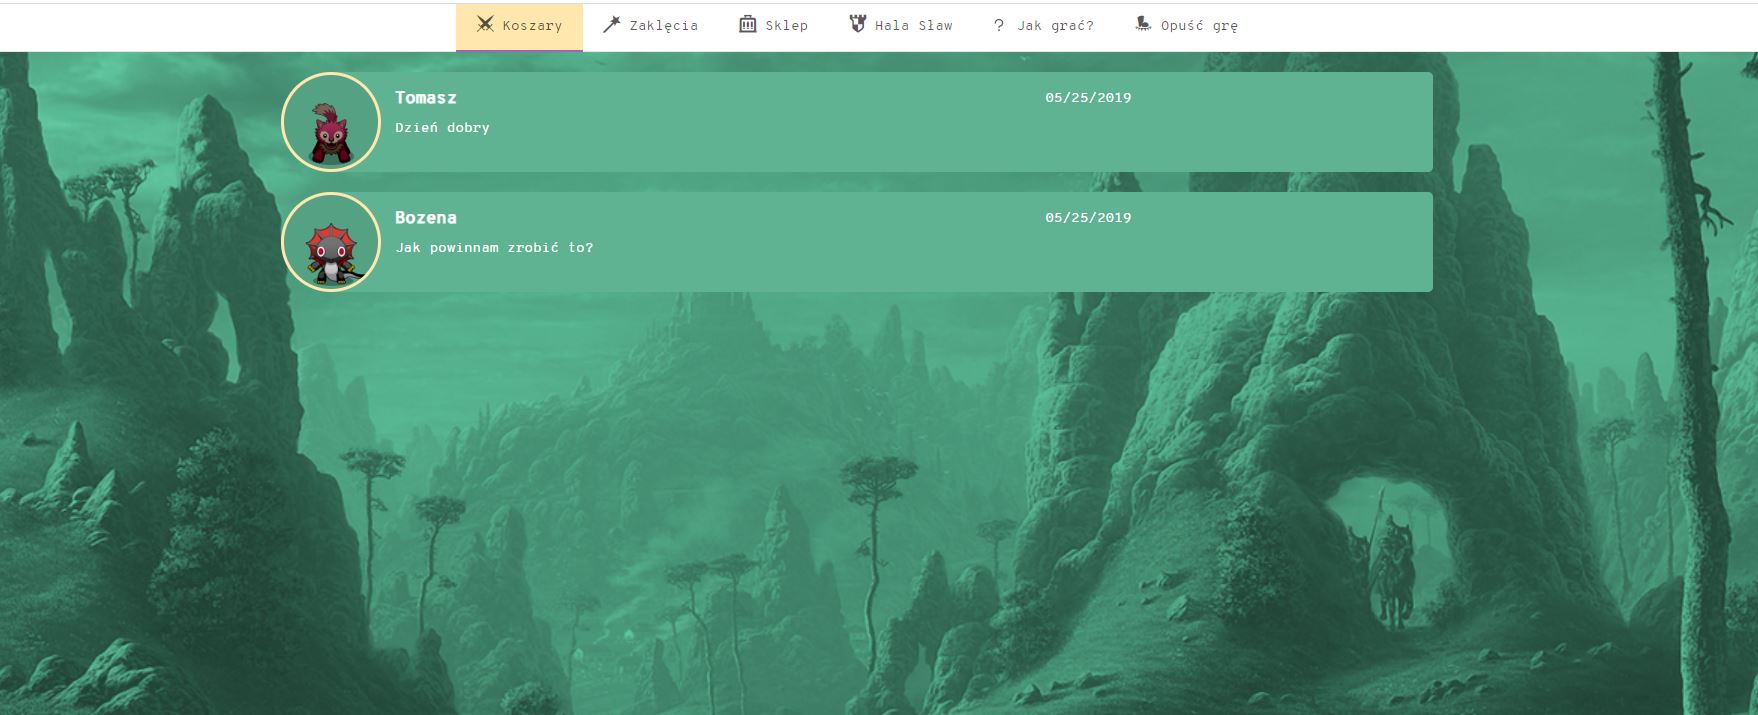 Koszary Zaklęcia Sklep Hala Sław ? Jak grać? Opuść grę
Tomasz 05/25/2019
Dzień dobry
Bozena 05/25/2019
Jak powinnam zrobić to?